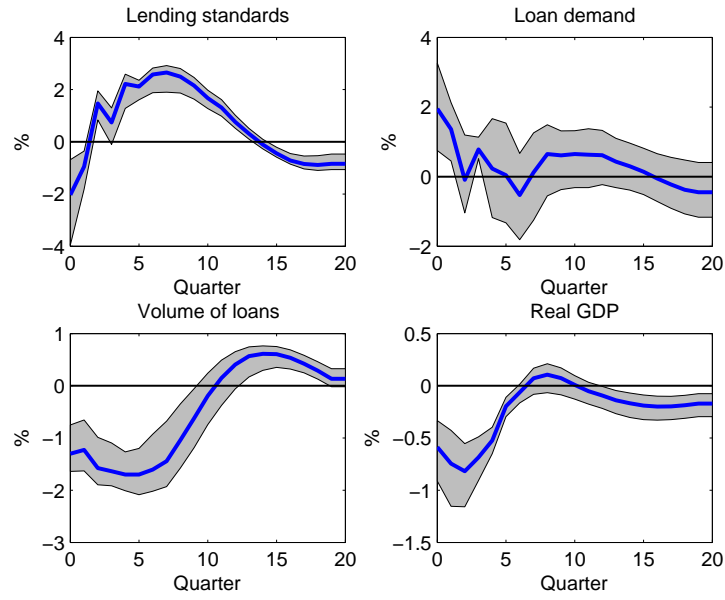 Lending standards
4
2
0
−2
−4
%
0 5 10 15 20
Quarter
Loan demand
4
2
0
−2
%
0 5 10 15 20
Quarter
Volume of loans
1
0
−1
−2
−3
%
0 5 10 15 20
Quarter
Real GDP
0.5
0
−0.5
−1
−1.5
%
0 5 10 15 20
Quarter